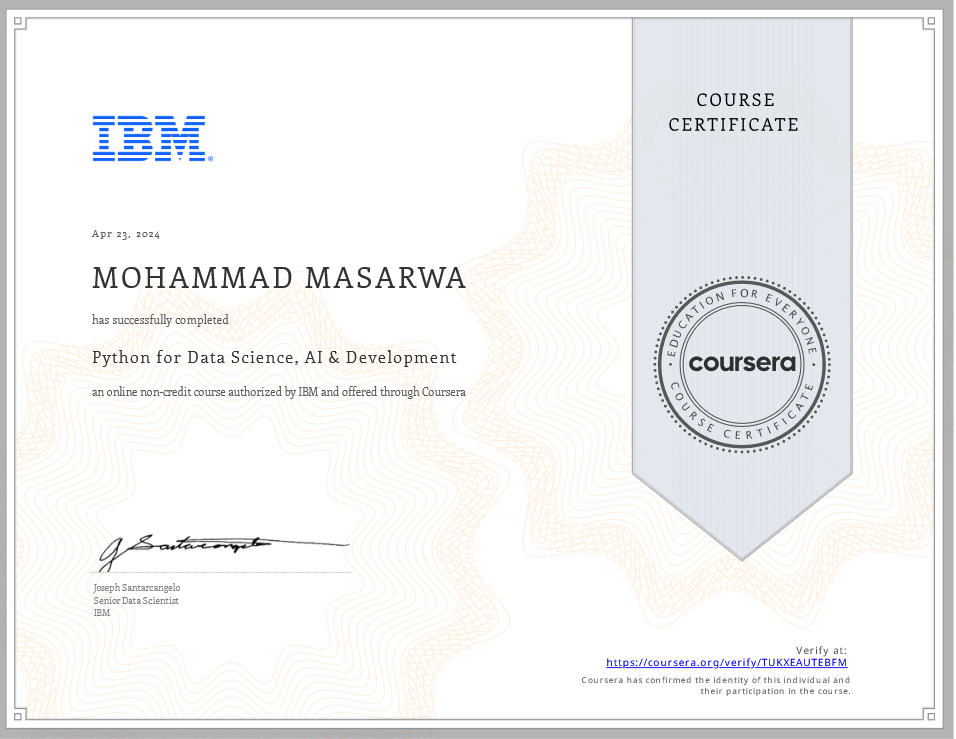 COURSE
CERTIFICATE
IBM®
Apr 23, 2024
MOHAMMAD MASARWA
has successfully completed
Python for Data Science, AI & Development
an online non-credit course authorized by IBM and offered through Coursera
EDUCATION FOR EVERYONE
coursera
COURSE CERTIFICATE
J Santarcangelo
Joseph Santarcangelo
Senior Data Scientist
IBM
Verify at:
https://coursera.org/verify/TUKXEAUTEBFM
Coursera has confirmed the identity of this individual and
their participation in the course.